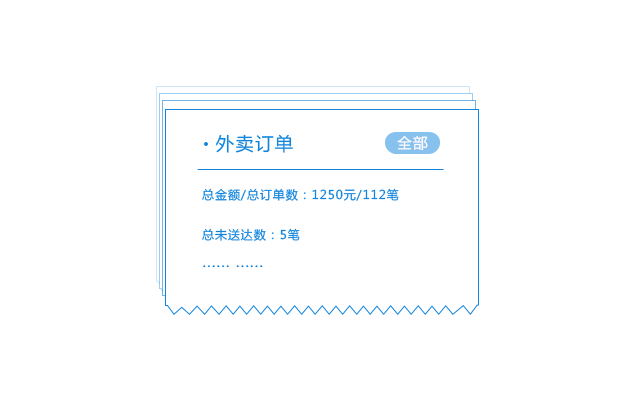 · 外卖订单 全部
总金额/总订单数：1250元/112笔
总未送达数：5笔
…… ……